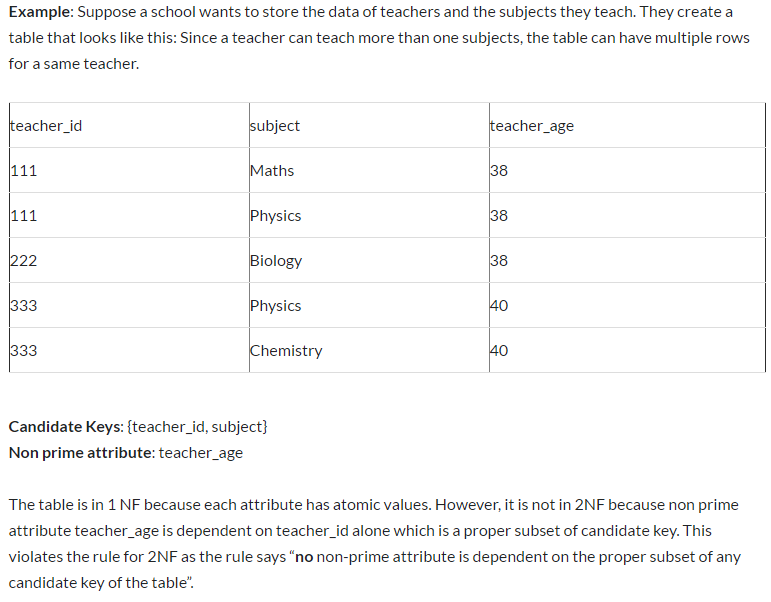 Example: Suppose a school wants to store the data of teachers and the subjects they teach. They create a
table that looks like this: Since a teacher can teach more than one subjects, the table can have multiple rows
for a same teacher.
teacher_id subject teacher_age
111 Maths 38
111 Physics 38
222 Biology 38
333 Physics 40
333 Chemistry 40
Candidate Keys: {teacher_id, subject}
Non prime attribute: teacher_age
The table is in 1 NF because each attribute has atomic values. However, it is not in 2NF because non prime
attribute teacher_age is dependent on teacher_id alone which is a proper subset of candidate key. This
violates the rule for 2NF as the rule says “no non-prime attribute is dependent on the proper subset of any
candidate key of the table”.